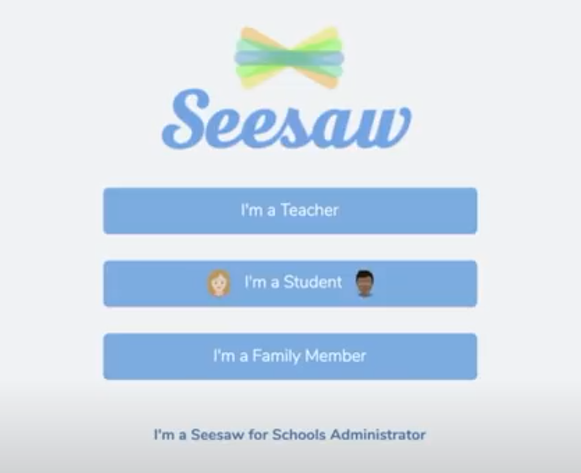 Seesaw
I'm a Teacher
I'm a Student
I'm a Family Member
I'm a Seesaw for Schools Administrator